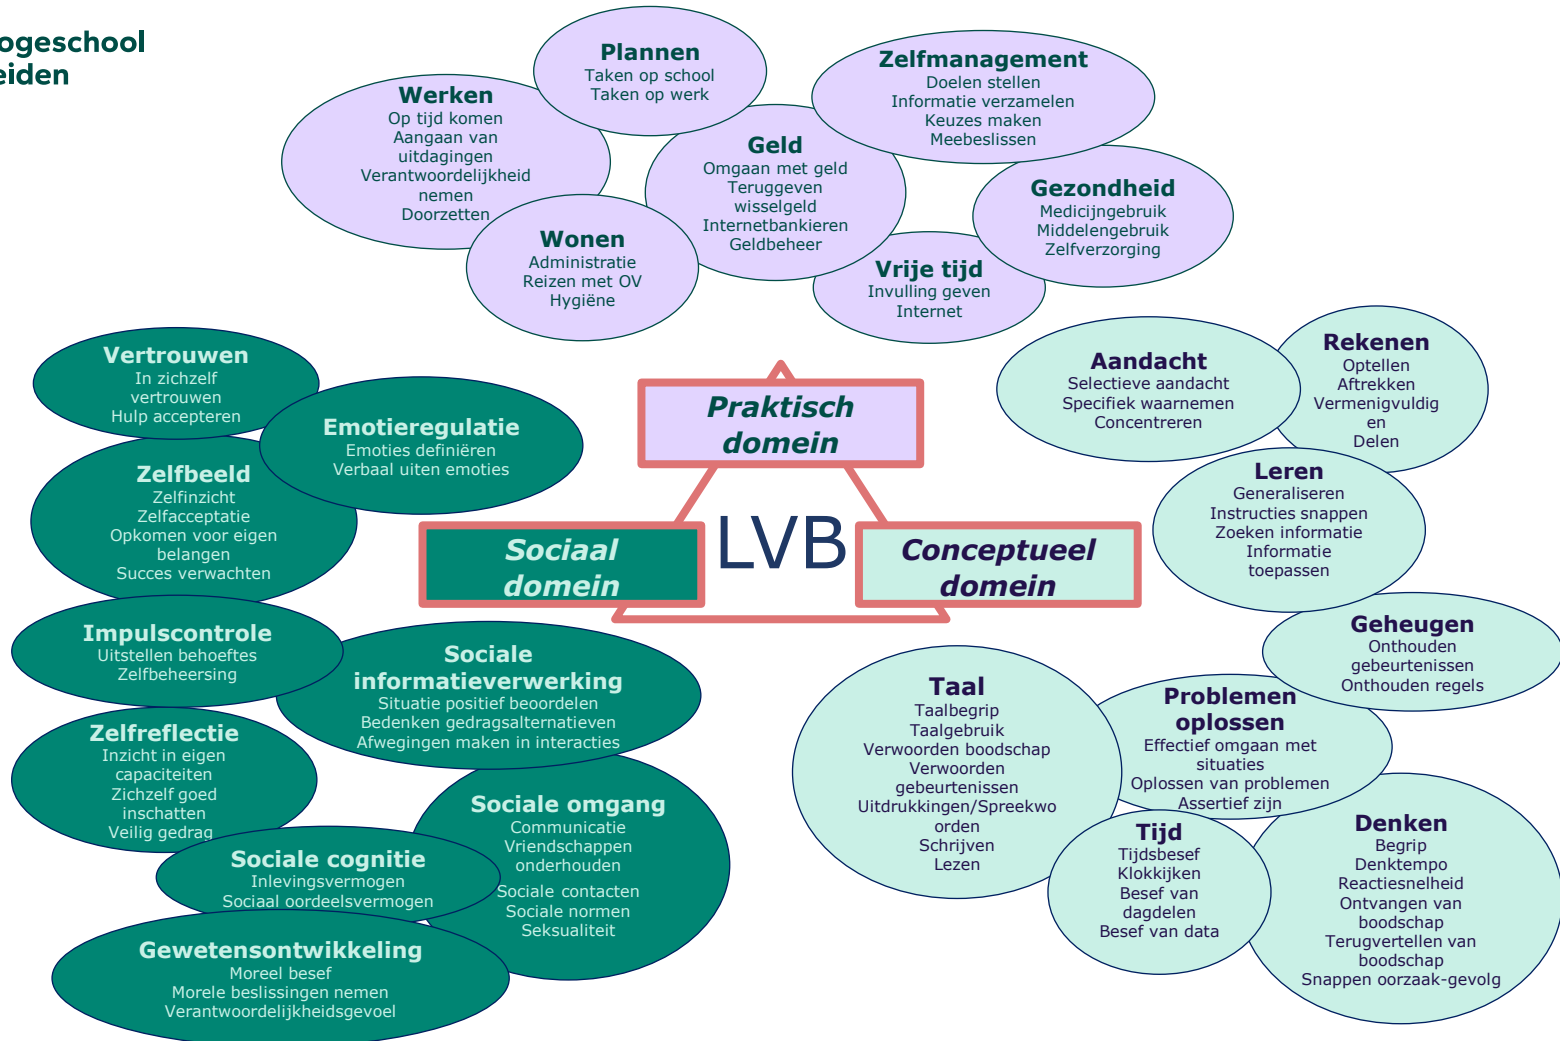 ogeschool
eiden
Plannen
Taken op school
Taken op werk
Zelfmanagement
Doelen stellen
Informatie verzamelen
Keuzes maken
Meebeslissen
Werken
Op tijd komen
Aangaan van
uitdagingen
Verantwoordelijkheid
nemen
Doorzetten
Geld
Omgaan met geld
Teruggeven
wisselgeld
Internetbankieren
Geldbeheer
Gezondheid
Medicijngebruik
Middelengebruik
Zelfverzorging
Wonen
Administratie
Reizen met OV
Hygiëne
Vrije tijd
Invulling geven
Internet
Vertrouwen
In zichzelf
vertrouwen
Hulp accepteren
Emotieregulatie
Emoties definiëren
Verbaal uiten emoties
Zelfbeeld
Zelfinzicht
Zelfacceptatie
Opkomen voor eigen
belangen
Succes verwachten
Praktisch
domein
Sociaal
domein
LVB
Conceptueel
domein
Aandacht
Selectieve aandacht
Specifiek waarnemen
Concentreren
Rekenen
Optellen
Aftrekken
Vermenigvuldig
en
Delen
Leren
Generaliseren
Instructies snappen
Zoeken informatie
Informatie
toepassen
Geheugen
Onthouden
gebeurtenissen
Onthouden regels
Impulscontrole
Uitstellen behoeftes
Zelfbeheersing
Sociale
informatieverwerking
Situatie positief beoordelen
Bedenken gedragsalternatieven
Afwegingen maken in interacties
Zelfreflectie
Inzicht in eigen
capaciteiten
Zichzelf goed
inschatten
Veilig gedrag
Sociale omgang
Communicatie
Vriendschappen
onderhouden
Sociale contacten
Sociale normen
Seksualiteit
Sociale cognitie
Inlevingsvermogen
Sociaal oordeelsvermogen
Gewetensontwikkeling
Moreel besef
Morele beslissingen nemen
Verantwoordelijkheidsgevoel
Taal
Taalbegrip
Taalgebruik
Verwoorden boodschap
Verwoorden
gebeurtenissen
Uitdrukkingen/Spreekwo
orden
Schrijven
Lezen
Problemen
oplossen
Effectief omgaan met
situaties
Oplossen van problemen
Assertief zijn
Tijd
Tijdsbesef
Klokkijken
Besef van
dagdelen
Besef van data
Denken
Begrip
Denktempo
Reactiesnelheid
Ontvangen van
boodschap
Terugvertellen van
boodschap
Snappen oorzaak-gevolg